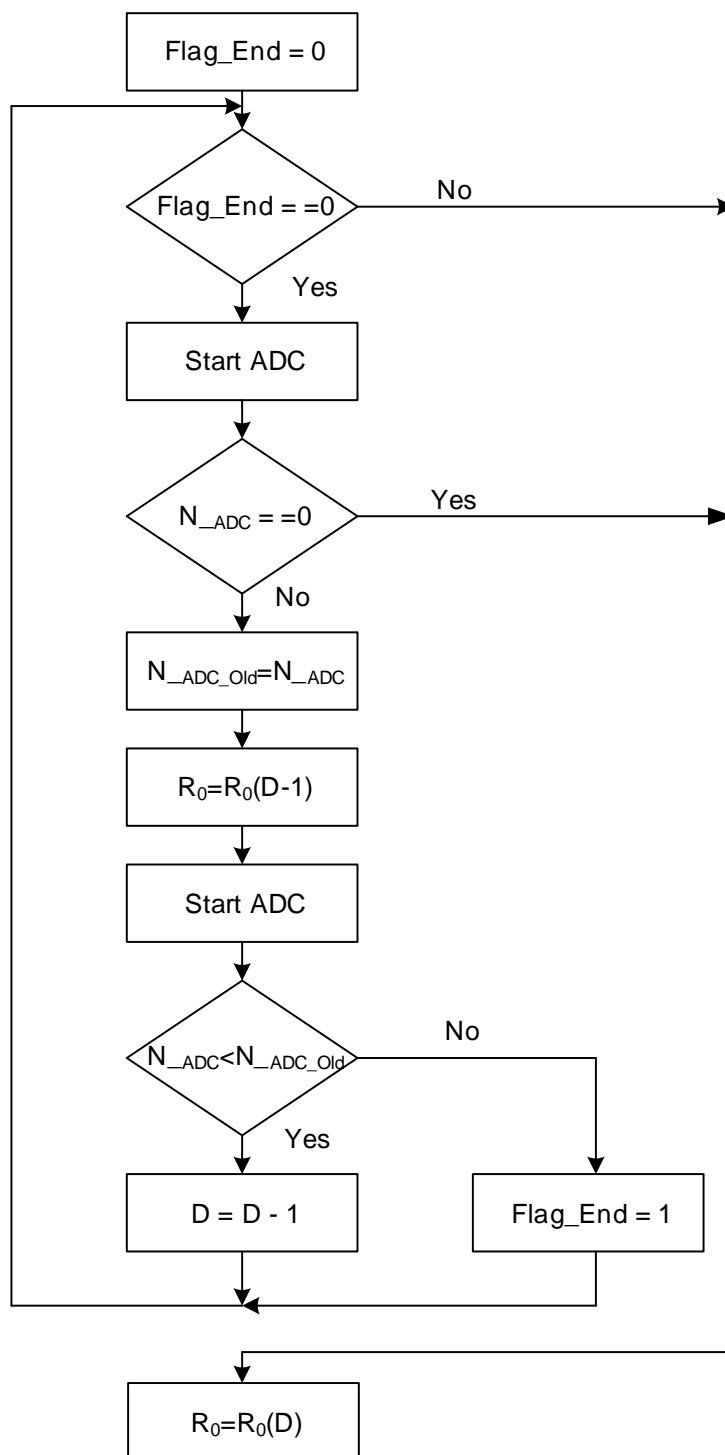 Flag_End = 0
Flag_End = =0
No
Yes
Start ADC
N_ADC = =0
Yes
No
N_ADC_Old=N_ADC
R0=R0(D-1)
Start ADC
N_ADC<N_ADC_Old
No
Yes
D = D - 1
Flag_End = 1
R0=R0(D)